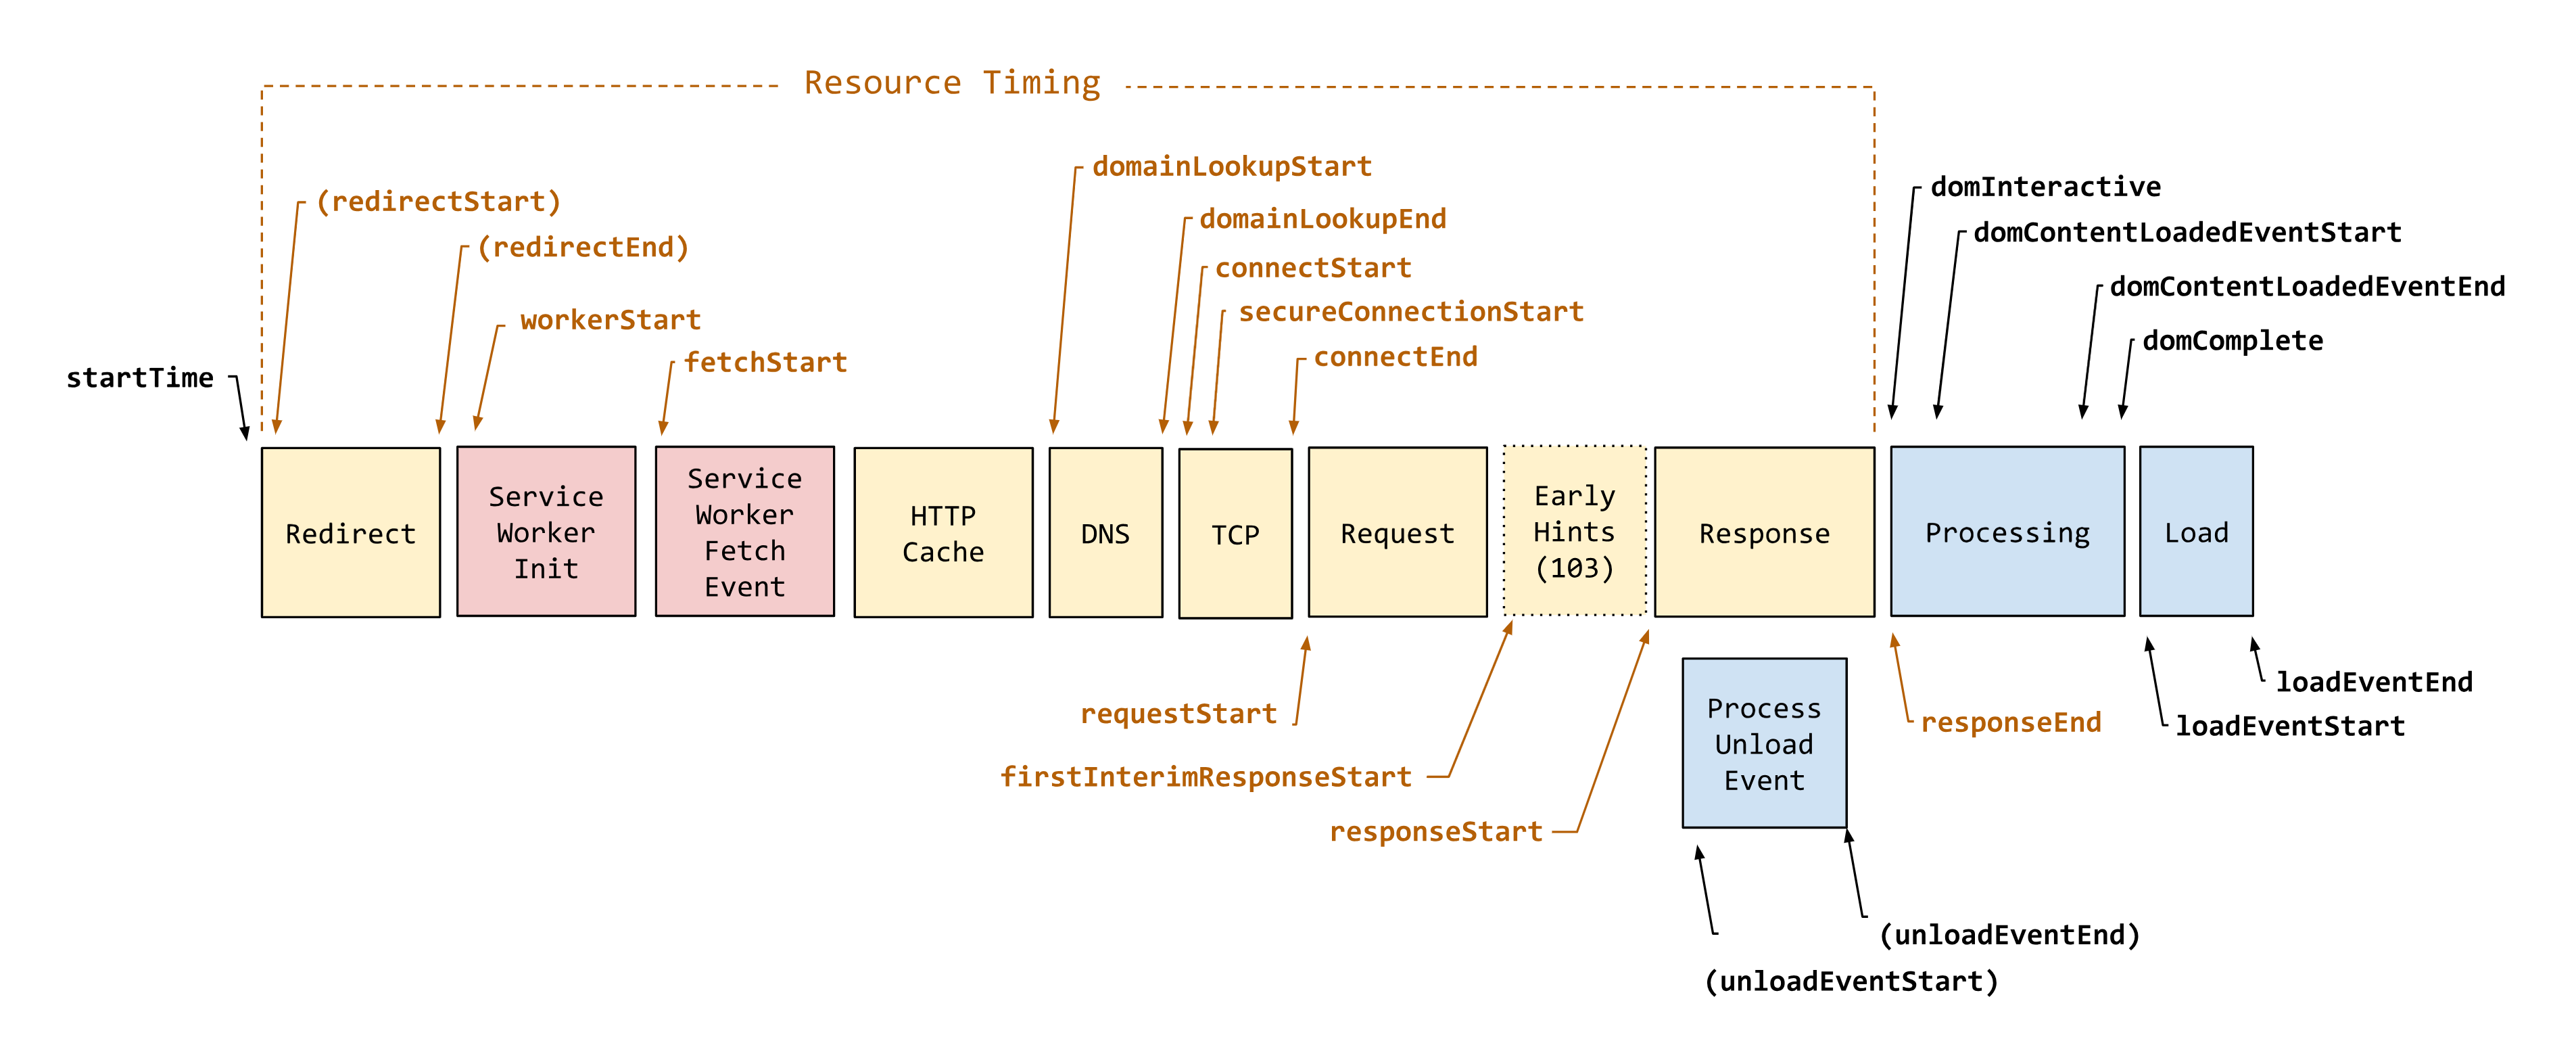 Resource Timing
domainLookupStart
(redirectStart)
domInteractive
domainLookupEnd
domContentLoadedEventStart
(redirectEnd)
connectStart
domContentLoadedEventEnd
secureConnectionStart
workerStart
domComplete
connectEnd
fetchStart
startTime
Redirect
Service
Worker
Init
Service
Worker
Fetch
Event
HTTP
Cache
DNS
TCP
Request
Early
Hints
(103)
Response
Processing
Load
Process
Unload
Event
loadEventEnd
requestStart
responseEnd
loadEventStart
firstInterimResponseStart
responseStart
(unloadEventEnd)
(unloadEventStart)